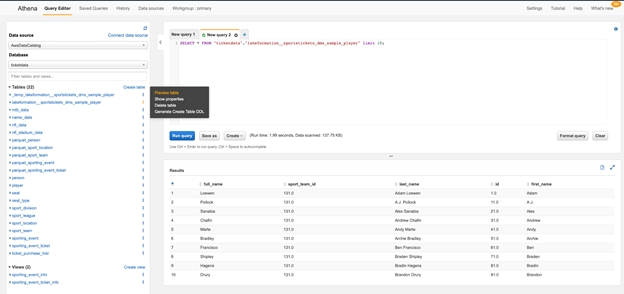 Athena Query Editor Saved Queries History Data sources Workgroup : primary Settings Tutorial Help What's new
Data source Connect data source
AwsDataCatalog
Database
ticketdata
Filter tables and views...
Tables (22) Create table
_temp_lakeformation__sportstickets_dms_sample_player
lakeformation__sportstickets_dms_sample_player
mlb_data
name_data
nfl_data
nfl_stadium_data
parquet_person
parquet_sport_location
parquet_sport_team
parquet_sporting_event
parquet_sporting_event_ticket
person
player
seat
seat_type
sport_division
sport_league
sport_location
sport_team
sporting_event
sporting_event_ticket
ticket_purchase_hist
Views (2) Create view
sporting_event_info
sporting_event_ticket_info
Preview table
Show properties
Delete table
Generate Create Table DDL
New query 1 New query 2 +
1 SELECT * FROM "ticketdata"."lakeformation__sportstickets_dms_sample_player" limit 10;
Run query Save as Create (Run time: 1.99 seconds, Data scanned: 137.75 KB) Format query Clear
Use Ctrl + Enter to run query, Ctrl + Space to autocomplete
Results
full_name sport_team_id last_name id first_name
1 Loewen 131.0 Adam Loewen 1.0 Adam
2 Pollock 131.0 A.J. Pollock 11.0 A.J.
3 Sanabia 131.0 Alex Sanabia 21.0 Alex
4 Chafin 131.0 Andrew Chafin 31.0 Andrew
5 Marte 131.0 Andy Marte 41.0 Andy
6 Bradley 131.0 Archie Bradley 51.0 Archie
7 Francisco 131.0 Ben Francisco 61.0 Ben
8 Shipley 131.0 Braden Shipley 71.0 Braden
9 Hagens 131.0 Bradin Hagens 81.0 Bradin
10 Drury 131.0 Brandon Drury 91.0 Brandon